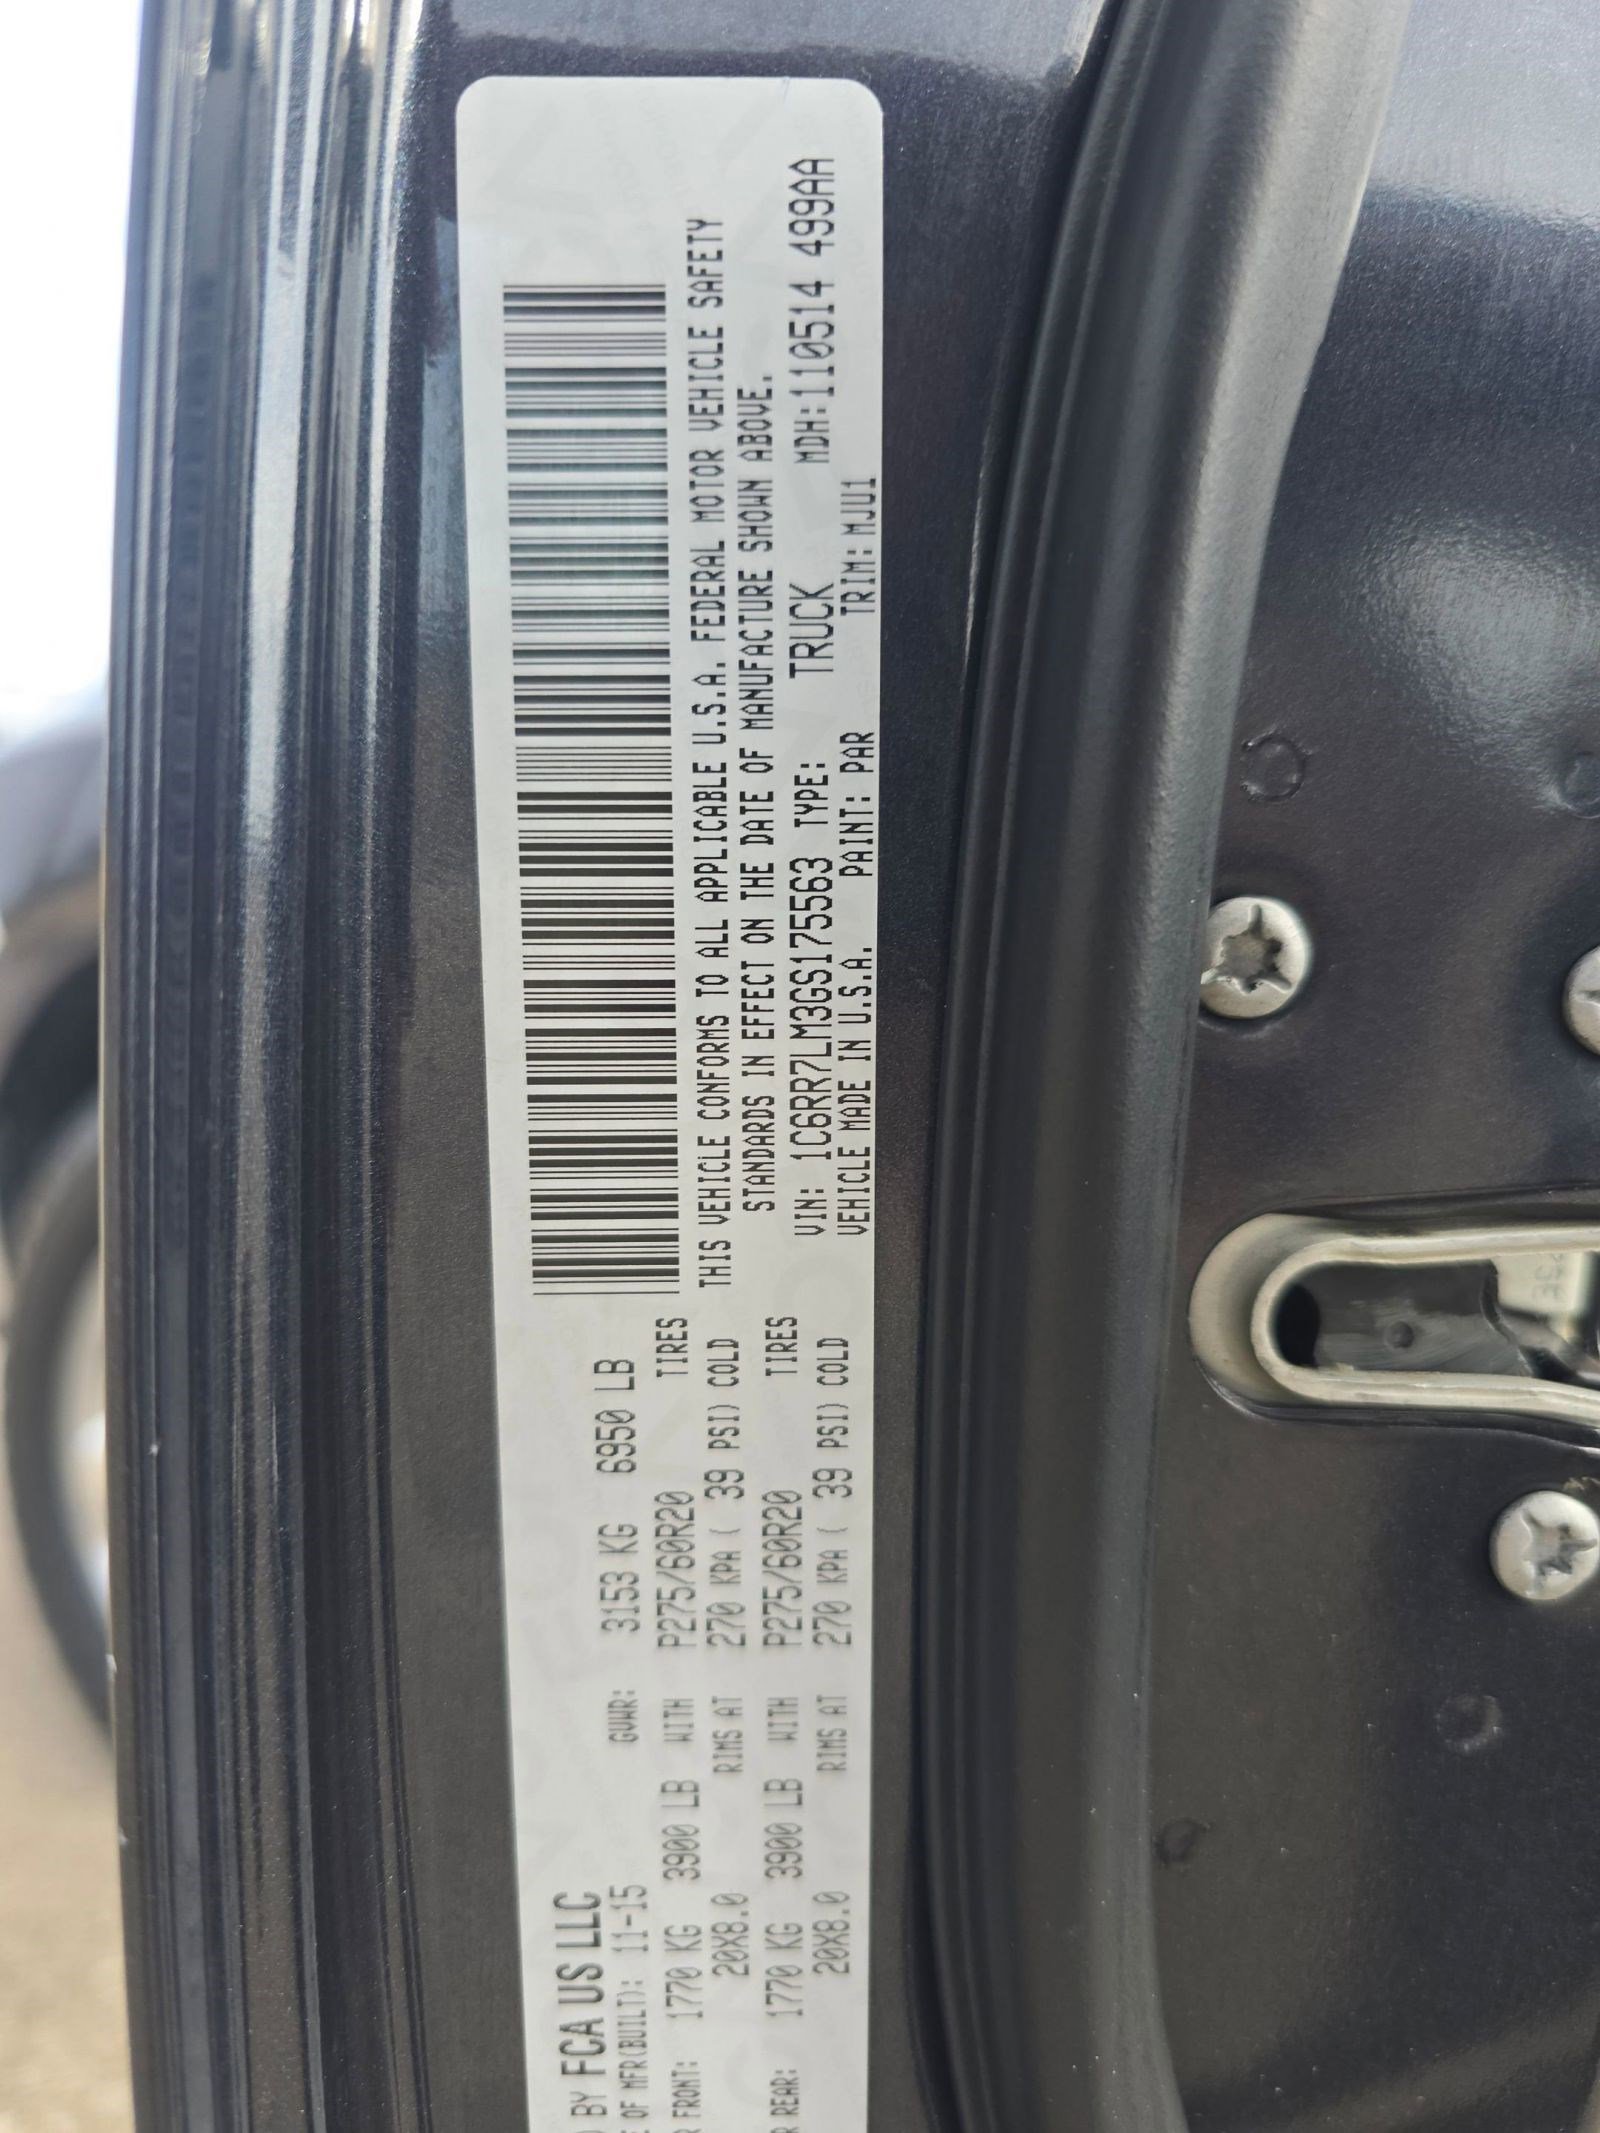 BY FCA US LLC
OF MFR(BUILT): 11-15 GVWR: 3153 KG 6950 LB
FRONT: 1770 KG 3900 LB WITH P275/60R20 TIRES
20X8.0 RIMS AT 270 KPA ( 39 PSI) COLD
REAR: 1770 KG 3900 LB WITH P275/60R20 TIRES
20X8.0 RIMS AT 270 KPA ( 39 PSI) COLD
THIS VEHICLE CONFORMS TO ALL APPLICABLE U.S.A. FEDERAL MOTOR VEHICLE SAFETY
STANDARDS IN EFFECT ON THE DATE OF MANUFACTURE SHOWN ABOVE.
VIN: 1C6RR7LM3GS175563 TYPE: TRUCK MDH:110514 499AA
VEHICLE MADE IN U.S.A. PAINT: PAR TRIM: MJU1